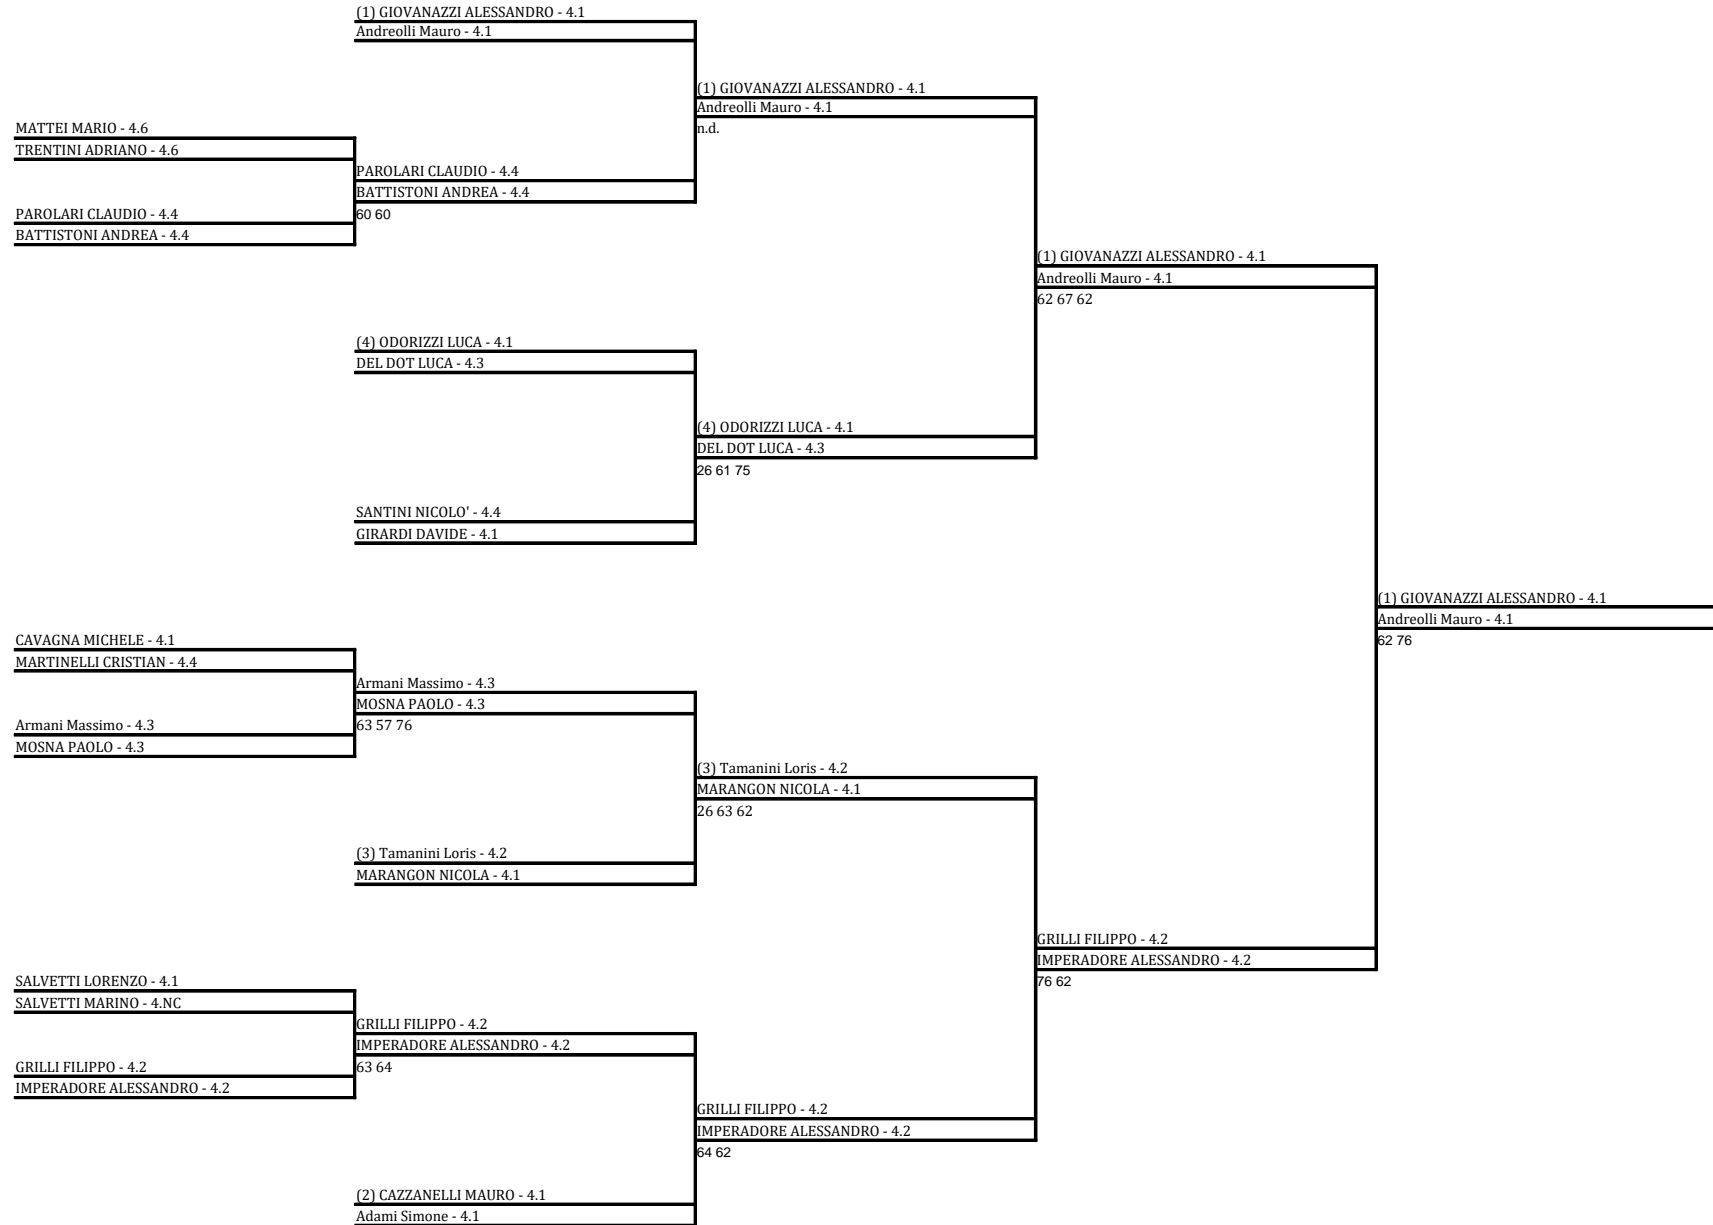 (1) GIOVANAZZI ALESSANDRO - 4.1
Andreolli Mauro - 4.1
(1) GIOVANAZZI ALESSANDRO - 4.1
Andreolli Mauro - 4.1
n.d.
MATTEI MARIO - 4.6
TRENTINI ADRIANO - 4.6
PAROLARI CLAUDIO - 4.4
BATTISTONI ANDREA - 4.4
60 60
PAROLARI CLAUDIO - 4.4
BATTISTONI ANDREA - 4.4
(1) GIOVANAZZI ALESSANDRO - 4.1
Andreolli Mauro - 4.1
62 67 62
(4) ODORIZZI LUCA - 4.1
DEL DOT LUCA - 4.3
(4) ODORIZZI LUCA - 4.1
DEL DOT LUCA - 4.3
26 61 75
SANTINI NICOLO' - 4.4
GIRARDI DAVIDE - 4.1
(1) GIOVANAZZI ALESSANDRO - 4.1
Andreolli Mauro - 4.1
62 76
CAVAGNA MICHELE - 4.1
MARTINELLI CRISTIAN - 4.4
Armani Massimo - 4.3
MOSNA PAOLO - 4.3
63 57 76
Armani Massimo - 4.3
MOSNA PAOLO - 4.3
(3) Tamanini Loris - 4.2
MARANGON NICOLA - 4.1
26 63 62
(3) Tamanini Loris - 4.2
MARANGON NICOLA - 4.1
GRILLI FILIPPO - 4.2
IMPERADORE ALESSANDRO - 4.2
76 62
SALVETTI LORENZO - 4.1
SALVETTI MARINO - 4.NC
GRILLI FILIPPO - 4.2
IMPERADORE ALESSANDRO - 4.2
63 64
GRILLI FILIPPO - 4.2
IMPERADORE ALESSANDRO - 4.2
GRILLI FILIPPO - 4.2
IMPERADORE ALESSANDRO - 4.2
64 62
(2) CAZZANELLI MAURO - 4.1
Adami Simone - 4.1